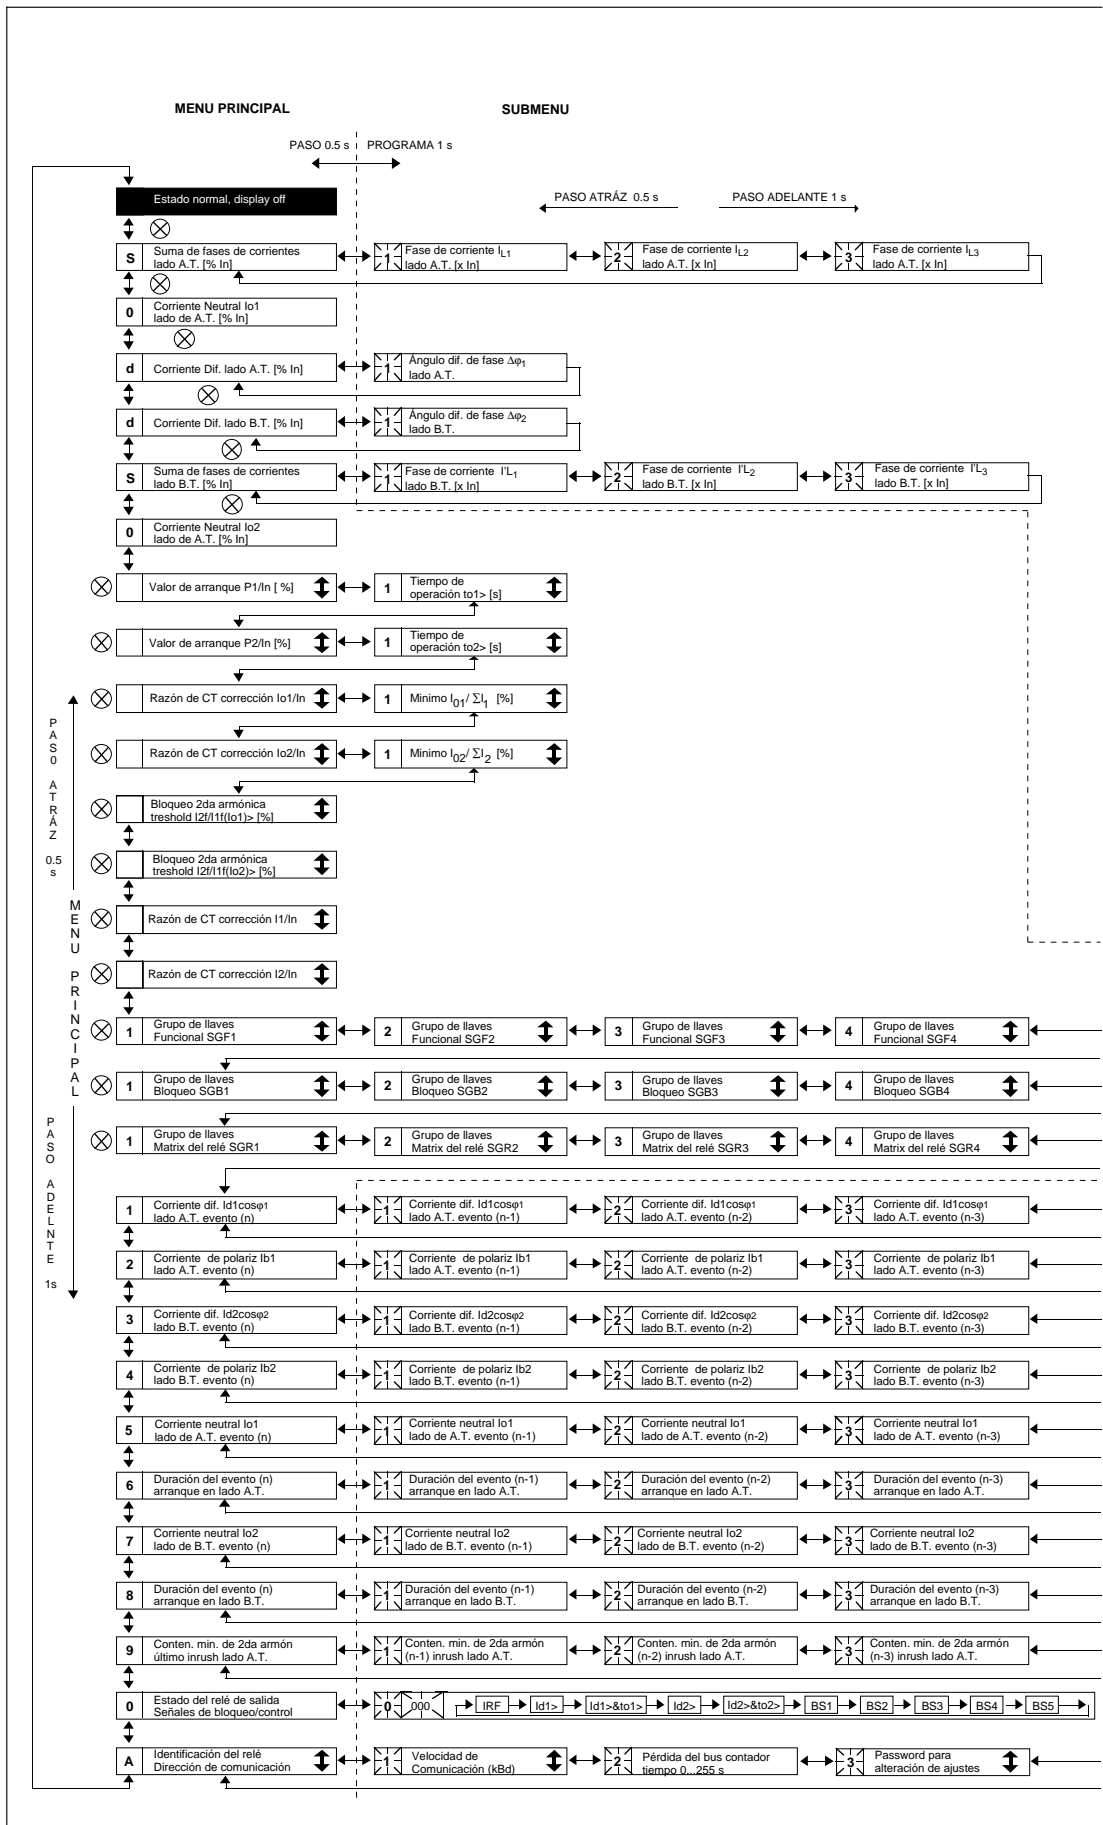 MENU PRINCIPAL
SUBMENU
PASO 0.5 s
PROGRAMA 1 s
PASO ATRÁZ 0.5 s
PASO ADELANTE 1 s
Estado normal, display off
S
Suma de fases de corrientes
lado A.T. [% In]
1
Fase de corriente IL1
lado A.T. [x In]
2
Fase de corriente IL2
lado A.T. [x In]
3
Fase de corriente IL3
lado A.T. [x In]
0
Corriente Neutral Io1
lado de A.T. [% In]
d
Corriente Dif. lado A.T. [% In]
1
Ángulo dif. de fase Δφ1
lado A.T.
d
Corriente Dif. lado B.T. [% In]
1
Ángulo dif. de fase Δφ2
lado B.T.
S
Suma de fases de corrientes
lado B.T. [% In]
1
Fase de corriente I'L1
lado B.T. [x In]
2
Fase de corriente I'L2
lado B.T. [x In]
3
Fase de corriente I'L3
lado B.T. [x In]
0
Corriente Neutral Io2
lado de A.T. [% In]
Valor de arranque P1/In [ %]
1
Tiempo de
operación to1> [s]
Valor de arranque P2/In [%]
1
Tiempo de
operación to2> [s]
Razón de CT corrección Io1/In
1
Minimo I01/ ΣI1 [%]
Razón de CT corrección Io2/In
1
Minimo I02/ ΣI2 [%]
Bloqueo 2da armónica
treshold I2f/I1f(Io1)> [%]
Bloqueo 2da armónica
treshold I2f/I1f(Io2)> [%]
Razón de CT corrección I1/In
Razón de CT corrección I2/In
PASO ATRÁZ 0.5 s
MENU PRINCIPAL
PASO ADELNTE 1s
1
Grupo de llaves
Funcional SGF1
2
Grupo de llaves
Funcional SGF2
3
Grupo de llaves
Funcional SGF3
4
Grupo de llaves
Funcional SGF4
1
Grupo de llaves
Bloqueo SGB1
2
Grupo de llaves
Bloqueo SGB2
3
Grupo de llaves
Bloqueo SGB3
4
Grupo de llaves
Bloqueo SGB4
1
Grupo de llaves
Matrix del relé SGR1
2
Grupo de llaves
Matrix del relé SGR2
3
Grupo de llaves
Matrix del relé SGR3
4
Grupo de llaves
Matrix del relé SGR4
1
Corriente dif. Id1cosφ1
lado A.T. evento (n)
1
Corriente dif. Id1cosφ1
lado A.T. evento (n-1)
2
Corriente dif. Id1cosφ1
lado A.T. evento (n-2)
3
Corriente dif. Id1cosφ1
lado A.T. evento (n-3)
2
Corriente de polariz Ib1
lado A.T. evento (n)
1
Corriente de polariz Ib1
lado A.T. evento (n-1)
2
Corriente de polariz Ib1
lado A.T. evento (n-2)
3
Corriente de polariz Ib1
lado A.T. evento (n-3)
3
Corriente dif. Id2cosφ2
lado B.T. evento (n)
1
Corriente dif. Id2cosφ2
lado B.T. evento (n-1)
2
Corriente dif. Id2cosφ2
lado B.T. evento (n-2)
3
Corriente dif. Id2cosφ2
lado B.T. evento (n-3)
4
Corriente de polariz Ib2
lado B.T. evento (n)
1
Corriente de polariz Ib2
lado B.T. evento (n-1)
2
Corriente de polariz Ib2
lado B.T. evento (n-2)
3
Corriente de polariz Ib2
lado B.T. evento (n-3)
5
Corriente neutral Io1
lado de A.T. evento (n)
1
Corriente neutral Io1
lado de A.T. evento (n-1)
2
Corriente neutral Io1
lado de A.T. evento (n-2)
3
Corriente neutral Io1
lado de A.T. evento (n-3)
6
Duración del evento (n)
arranque en lado A.T.
1
Duración del evento (n-1)
arranque en lado A.T.
2
Duración del evento (n-2)
arranque en lado A.T.
3
Duración del evento (n-3)
arranque en lado A.T.
7
Corriente neutral Io2
lado de B.T. evento (n)
1
Corriente neutral Io2
lado de B.T. evento (n-1)
2
Corriente neutral Io2
lado de B.T. evento (n-2)
3
Corriente neutral Io2
lado de B.T. evento (n-3)
8
Duración del evento (n)
arranque en lado B.T.
1
Duración del evento (n-1)
arranque en lado B.T.
2
Duración del evento (n-2)
arranque en lado B.T.
3
Duración del evento (n-3)
arranque en lado B.T.
9
Conten. min. de 2da armón
último inrush lado A.T.
1
Conten. min. de 2da armón
(n-1) inrush lado A.T.
2
Conten. min. de 2da armón
(n-2) inrush lado A.T.
3
Conten. min. de 2da armón
(n-3) inrush lado A.T.
0
Estado del relé de salida
Señales de bloqueo/control
0
000
IRF
Id1>
Id1>&to1>
Id2>
Id2>&to2>
BS1
BS2
BS3
BS4
BS5
A
Identificación del relé
Dirección de comunicación
1
Velocidad de
Comunicación (kBd)
2
Pérdida del bus contador
tiempo 0...255 s
3
Password para
alteración de ajustes